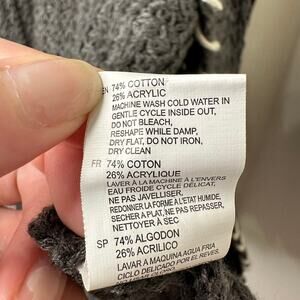 EN 74% COTTON
26% ACRYLIC
MACHINE WASH COLD WATER IN
GENTLE CYCLE INSIDE OUT,
DO NOT BLEACH,
RESHAPE WHILE DAMP,
DRY FLAT, DO NOT IRON,
DRY CLEAN
FR 74% COTON
26% ACRYLIQUE
LAVER À LA MACHINE À L'ENVERS
EAU FROIDE CYCLE DÉLICAT,
NE PAS JAVELLISER,
REDONNER LA FORME A L'ETAT HUMIDE,
SECHER A PLAT,NE PAS REPASSER,
NETTOYER À SEC
SP 74% ALGODON
26% ACRILICO
LAVAR A MAQUINA AGUA FRIA
CICLO DELICADO POR EL REVES.